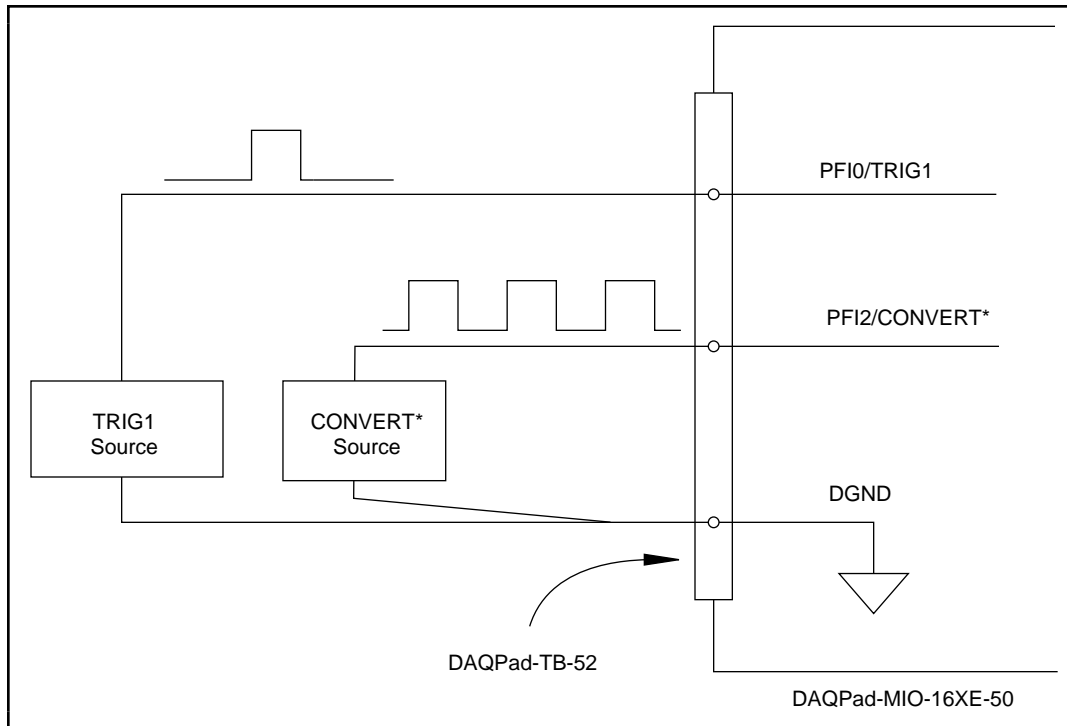 PFI0/TRIG1
PFI2/CONVERT*
TRIG1
Source
CONVERT*
Source
DGND
DAQPad-TB-52
DAQPad-MIO-16XE-50